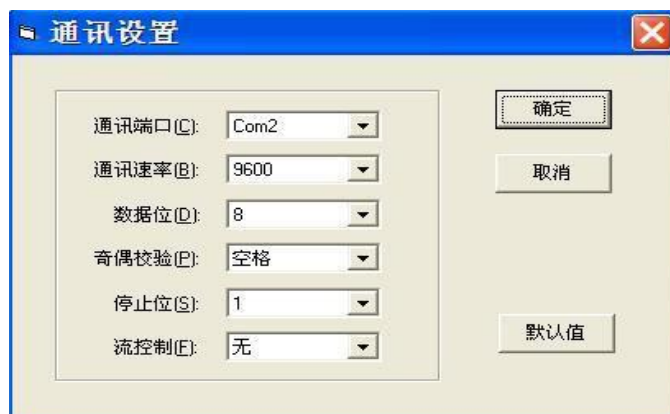 通讯设置
通讯端口(C): Com2
通讯速率(B): 9600
数据位(D): 8
奇偶校验(P): 空格
停止位(S): 1
流控制(F): 无
确定
取消
默认值